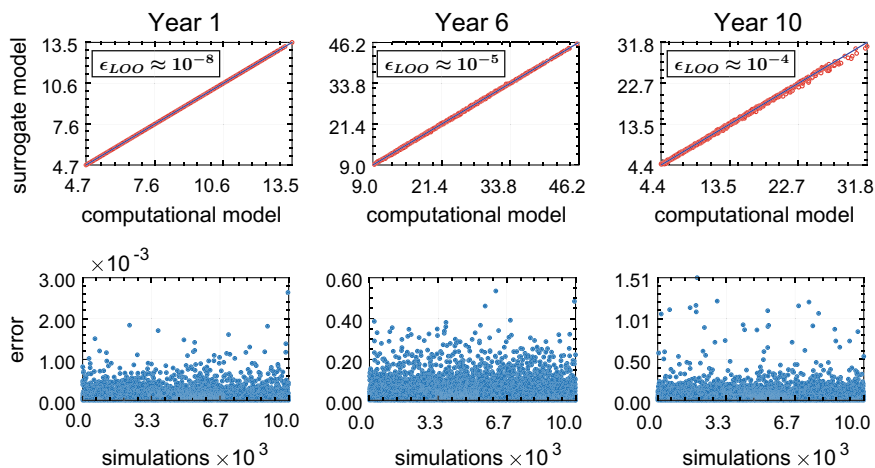 Year 1
Year 6
Year 10
surrogate model
13.5
10.6
7.6
4.7
ϵ_LOO ≈ 10⁻⁸
4.7 7.6 10.6 13.5
computational model
46.2
33.8
21.4
9.0
ϵ_LOO ≈ 10⁻⁵
9.0 21.4 33.8 46.2
computational model
31.8
22.7
13.5
4.4
ϵ_LOO ≈ 10⁻⁴
4.4 13.5 22.7 31.8
computational model
error
×10⁻³
3.00
2.00
1.00
0.00
0.0 3.3 6.7 10.0
simulations ×10³
0.60
0.40
0.20
0.00
0.0 3.3 6.7 10.0
simulations ×10³
1.51
1.01
0.50
0.00
0.0 3.3 6.7 10.0
simulations ×10³